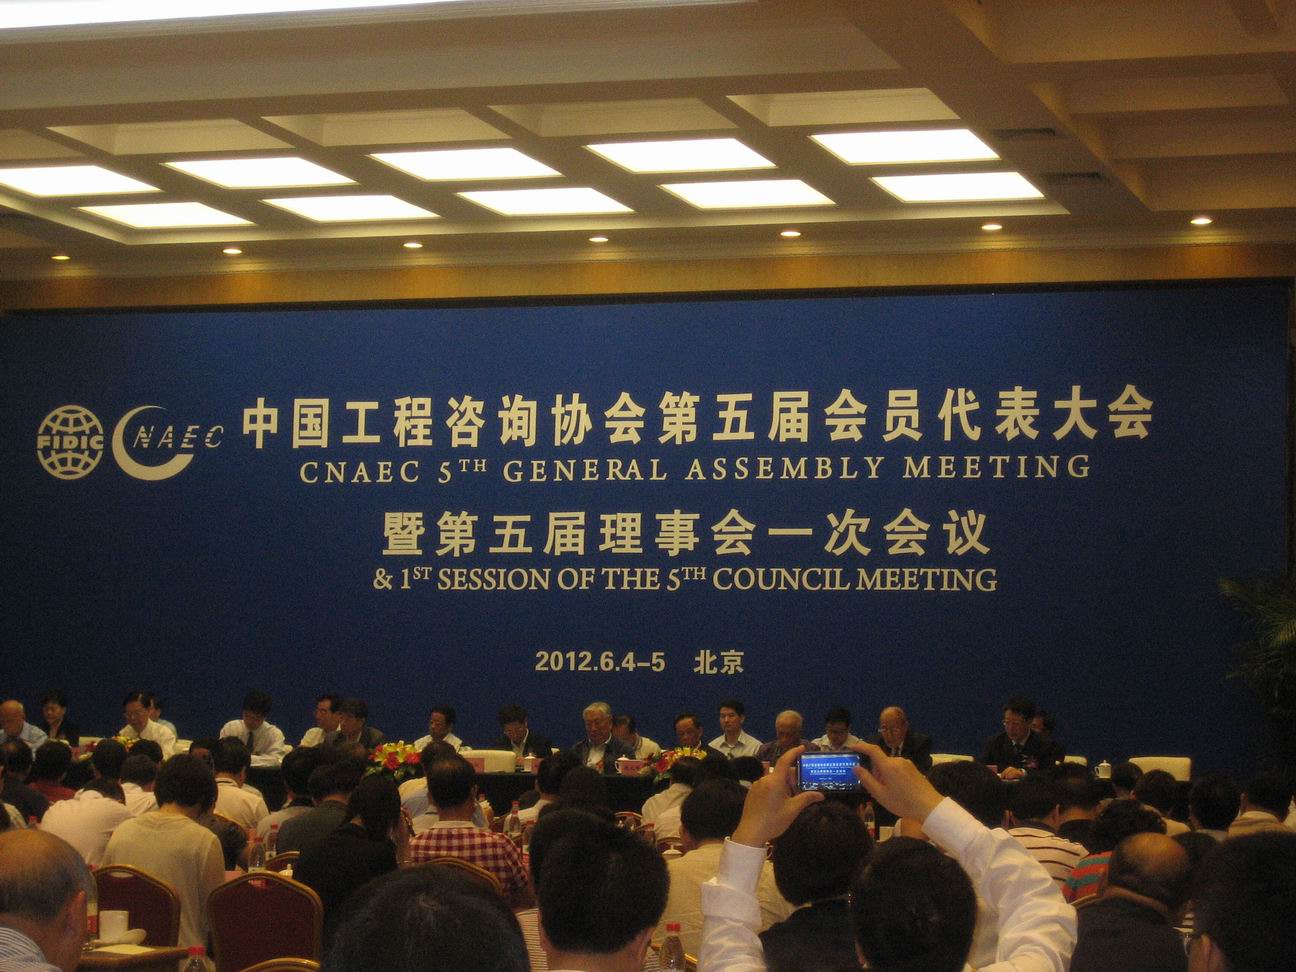 FIDIC
CNAEC
中国工程咨询协会第五届会员代表大会
CNAEC 5TH GENERAL ASSEMBLY MEETING
暨第五届理事会一次会议
& 1ST SESSION OF THE 5TH COUNCIL MEETING
2012.6.4-5 北京